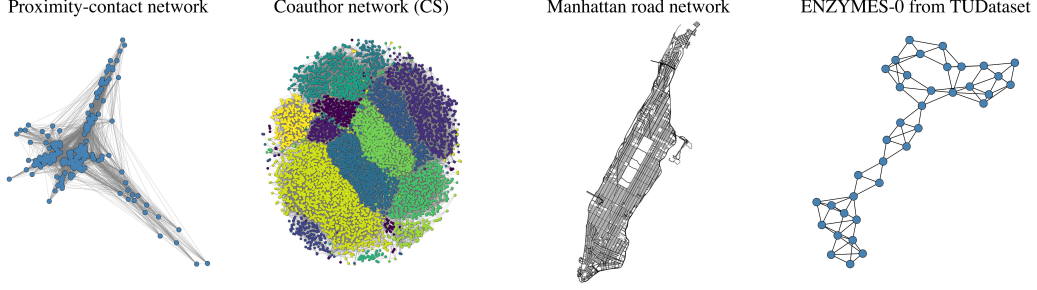 Proximity-contact network
Coauthor network (CS)
Manhattan road network
ENZYMES-0 from TUDataset